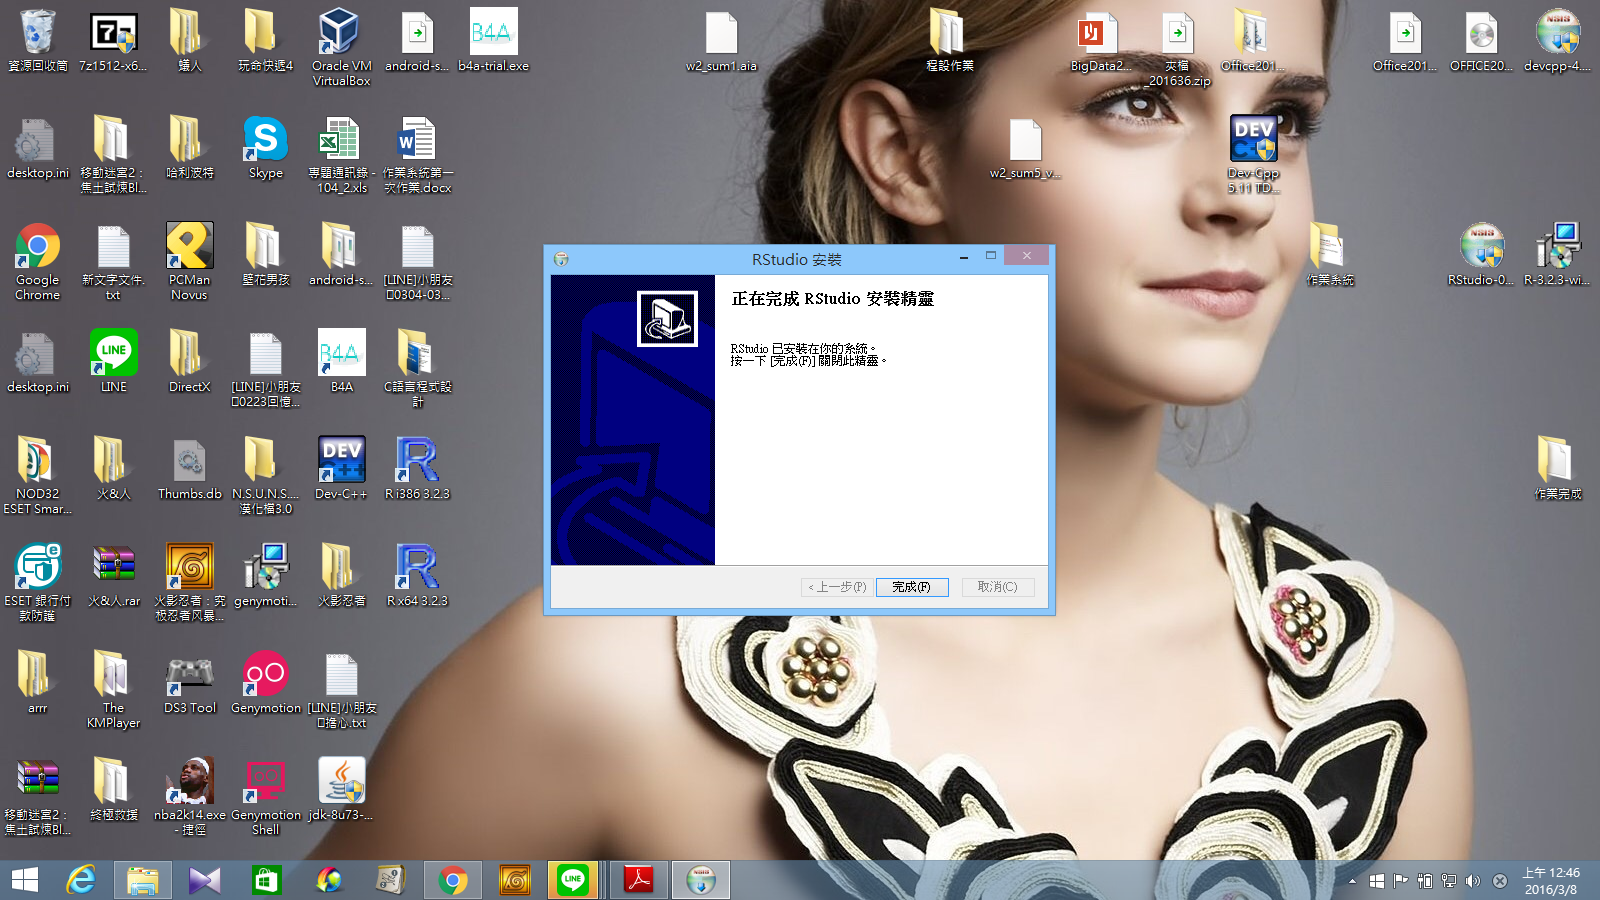 資源回收筒
7z1512-x6...
蟻人
玩命快遞4
Oracle VM
VirtualBox
android-s...
b4a-trial.exe
w2_sum1.aia
程設作業
BigData2...
夾檔
_201636.zip
Office201...
Office201...
OFFICE20...
devcpp-4....
desktop.ini
移動迷宮2：
焦土試煉Bl...
哈利波特
Skype
專題通訊錄 -
104_2.xls
作業系統第一
次作業.docx
w2_sum5_v...
Dev-Cpp
5.11 TD...
Google
Chrome
新文字文件.
txt
PCMan
Novus
壁花男孩
android-s...
[LINE]小朋友
0304-03...
作業系統
RStudio-0...
R-3.2.3-wi...
desktop.ini
LINE
DirectX
[LINE]小朋友
0223回憶...
B4A
C語言程式設
計
NOD32
ESET Smar...
火&人
Thumbs.db
N.S.U.N.S....
漢化檔3.0
Dev-C++
R i386 3.2.3
作業完成
ESET 銀行付
款防護
火&人.rar
火影忍者：究
极忍者风暴...
genymoti...
火影忍者
R x64 3.2.3
arrr
The
KMPlayer
DS3 Tool
Genymotion
[LINE]小朋友
擔心.txt
移動迷宮2：
焦土試煉Bl...
終極救援
nba2k14.exe
- 捷徑
Genymotion
Shell
jdk-8u73-...
RStudio 安裝
正在完成 RStudio 安裝精靈
RStudio 已安裝在你的系統。
按一下 [完成(F)] 關閉此精靈。
< 上一步(P)
完成(F)
取消(C)
上午 12:46
2016/3/8